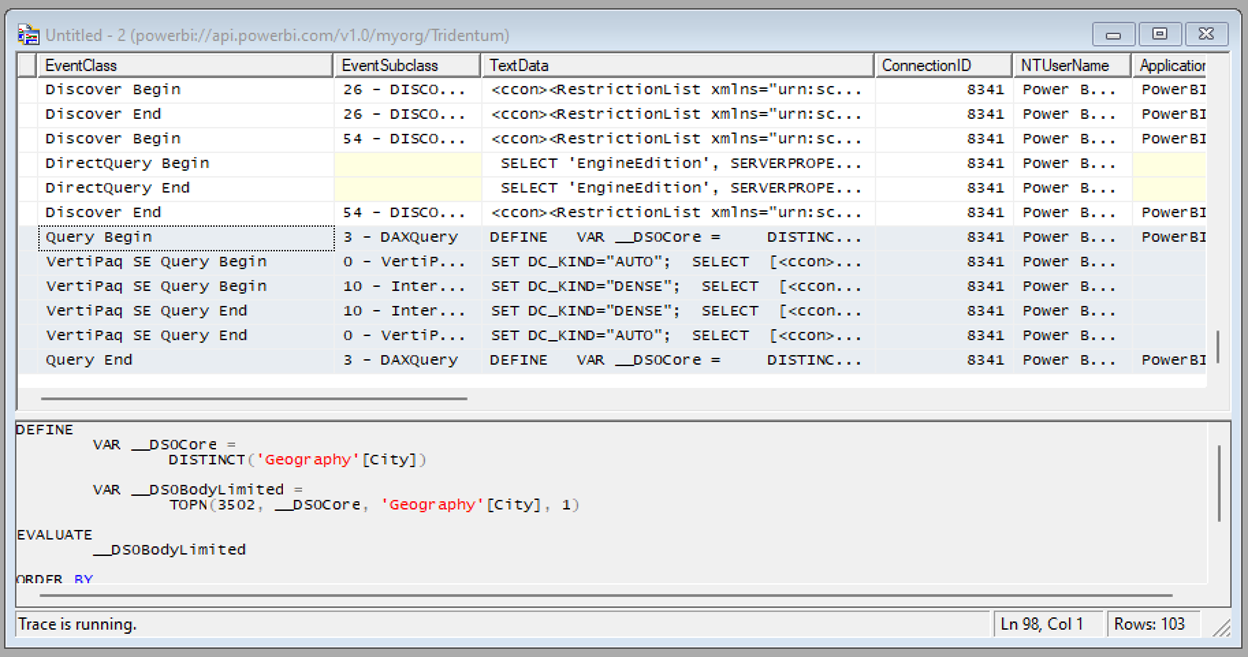 Untitled - 2 (powerbi://api.powerbi.com/v1.0/myorg/Tridentum)
EventClass EventSubclass TextData ConnectionID NTUserName Application
Discover Begin 26 - DISCO... <ccon><RestrictionList xmlns="urn:sc... 8341 Power B... PowerBI
Discover End 26 - DISCO... <ccon><RestrictionList xmlns="urn:sc... 8341 Power B... PowerBI
Discover Begin 54 - DISCO... <ccon><RestrictionList xmlns="urn:sc... 8341 Power B... PowerBI
DirectQuery Begin SELECT 'EngineEdition', SERVERPROPE... 8341 Power B...
DirectQuery End SELECT 'EngineEdition', SERVERPROPE... 8341 Power B...
Discover End 54 - DISCO... <ccon><RestrictionList xmlns="urn:sc... 8341 Power B... PowerBI
Query Begin 3 - DAXQuery DEFINE VAR __DS0Core = DISTINC... 8341 Power B... PowerBI
VertiPaq SE Query Begin 0 - VertiP... SET DC_KIND="AUTO"; SELECT [<ccon>... 8341 Power B...
VertiPaq SE Query Begin 10 - Inter... SET DC_KIND="DENSE"; SELECT [<ccon... 8341 Power B...
VertiPaq SE Query End 10 - Inter... SET DC_KIND="DENSE"; SELECT [<ccon... 8341 Power B...
VertiPaq SE Query End 0 - VertiP... SET DC_KIND="AUTO"; SELECT [<ccon>... 8341 Power B...
Query End 3 - DAXQuery DEFINE VAR __DS0Core = DISTINC... 8341 Power B... PowerBI
DEFINE
VAR __DS0Core =
DISTINCT('Geography'[City])
VAR __DS0BodyLimited =
TOPN(3502, __DS0Core, 'Geography'[City], 1)
EVALUATE
__DS0BodyLimited
ORDER BY
Trace is running. Ln 98, Col 1 Rows: 103